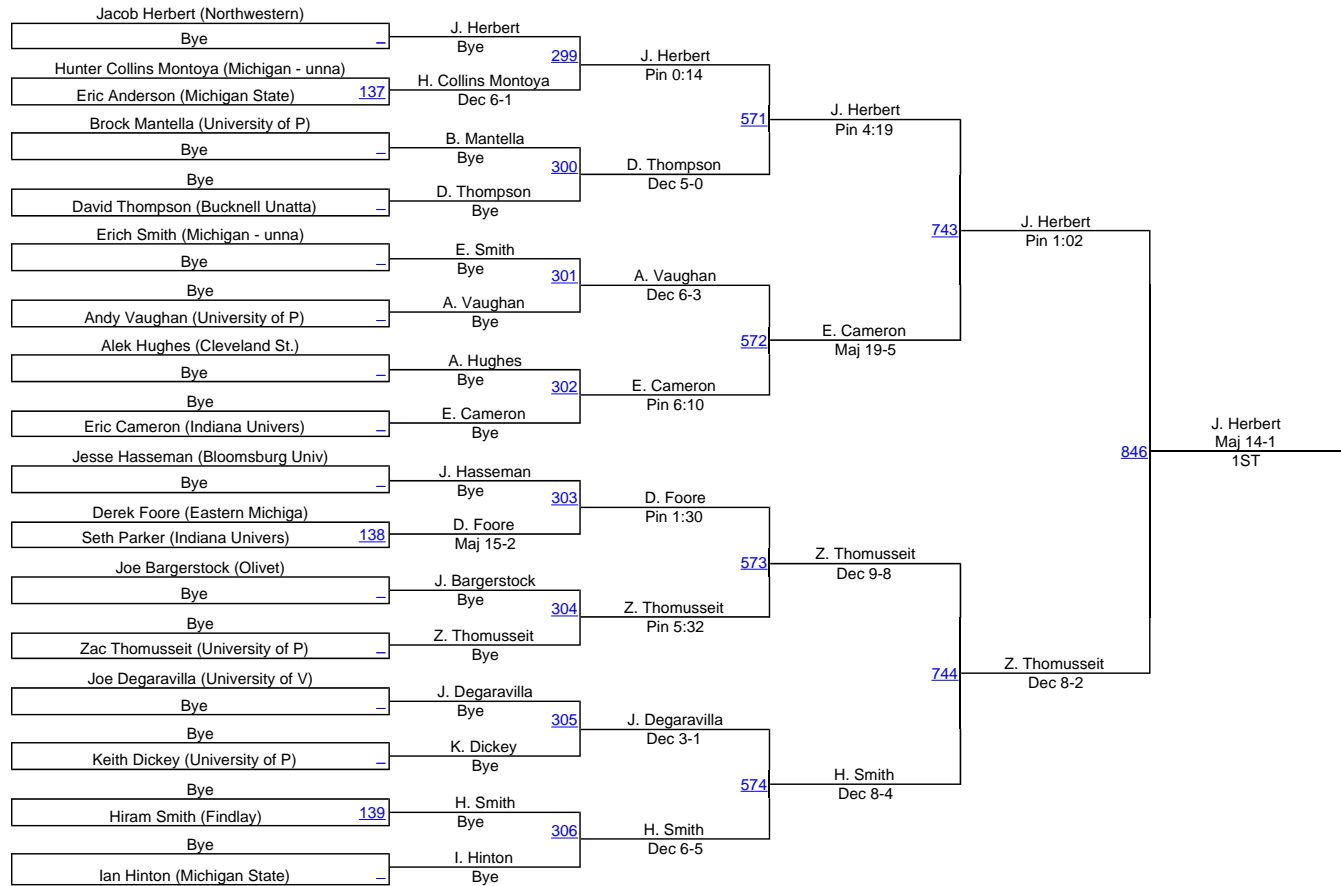 Jacob Herbert (Northwestern)
Bye
_
Hunter Collins Montoya (Michigan - unna)
Eric Anderson (Michigan State)
137
Brock Mantella (University of P)
Bye
_
Bye
David Thompson (Bucknell Unatta)
_
Erich Smith (Michigan - unna)
Bye
_
Bye
Andy Vaughan (University of P)
_
Alek Hughes (Cleveland St.)
Bye
_
Bye
Eric Cameron (Indiana Univers)
_
Jesse Hasseman (Bloomsburg Univ)
Bye
_
Derek Foore (Eastern Michiga)
Seth Parker (Indiana Univers)
138
Joe Bargerstock (Olivet)
Bye
_
Bye
Zac Thomusseit (University of P)
_
Joe Degaravilla (University of V)
Bye
_
Bye
Keith Dickey (University of P)
_
Bye
Hiram Smith (Findlay)
139
Bye
Ian Hinton (Michigan State)
_
J. Herbert
Bye
299
H. Collins Montoya
Dec 6-1
B. Mantella
Bye
300
D. Thompson
Bye
E. Smith
Bye
301
A. Vaughan
Bye
A. Hughes
Bye
302
E. Cameron
Bye
J. Hasseman
Bye
303
D. Foore
Maj 15-2
J. Bargerstock
Bye
304
Z. Thomusseit
Bye
J. Degaravilla
Bye
305
K. Dickey
Bye
H. Smith
Bye
306
I. Hinton
Bye
J. Herbert
Pin 0:14
571
D. Thompson
Dec 5-0
A. Vaughan
Dec 6-3
572
E. Cameron
Pin 6:10
D. Foore
Pin 1:30
573
Z. Thomusseit
Pin 5:32
J. Degaravilla
Dec 3-1
574
H. Smith
Dec 6-5
J. Herbert
Pin 4:19
743
E. Cameron
Maj 19-5
Z. Thomusseit
Dec 9-8
744
H. Smith
Dec 8-4
J. Herbert
Pin 1:02
846
Z. Thomusseit
Dec 8-2
J. Herbert
Maj 14-1
1ST